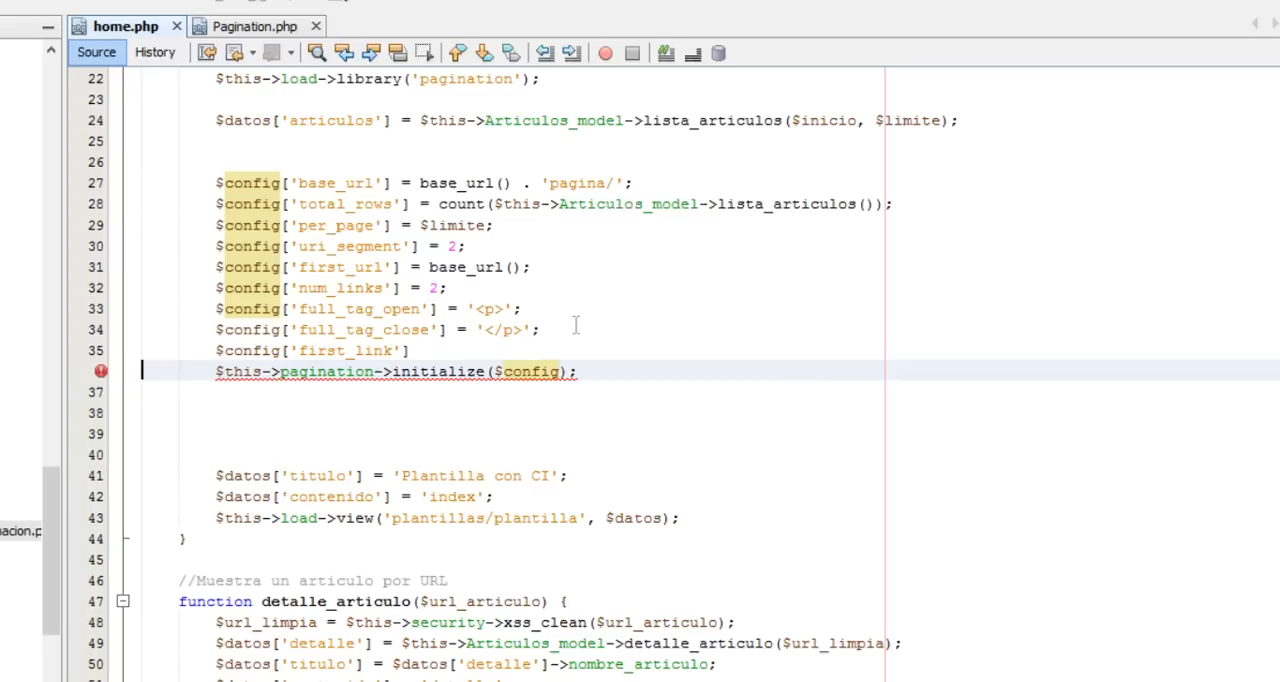 home.php Pagination.php
Source History
22 $this->load->library('pagination');
23
24 $datos['articulos'] = $this->Articulos_model->lista_articulos($inicio, $limite);
25
26
27 $config['base_url'] = base_url() . 'pagina/';
28 $config['total_rows'] = count($this->Articulos_model->lista_articulos());
29 $config['per_page'] = $limite;
30 $config['uri_segment'] = 2;
31 $config['first_url'] = base_url();
32 $config['num_links'] = 2;
33 $config['full_tag_open'] = '<p>';
34 $config['full_tag_close'] = '</p>';
35 $config['first_link']
$this->pagination->initialize($config);
37
38
39
40
41 $datos['titulo'] = 'Plantilla con CI';
42 $datos['contenido'] = 'index';
43 $this->load->view('plantillas/plantilla', $datos);
nacion.p
44 }
45
46 //Muestra un articulo por URL
47 function detalle_articulo($url_articulo) {
48 $url_limpia = $this->security->xss_clean($url_articulo);
49 $datos['detalle'] = $this->Articulos_model->detalle_articulo($url_limpia);
50 $datos['titulo'] = $datos['detalle']->nombre_articulo;